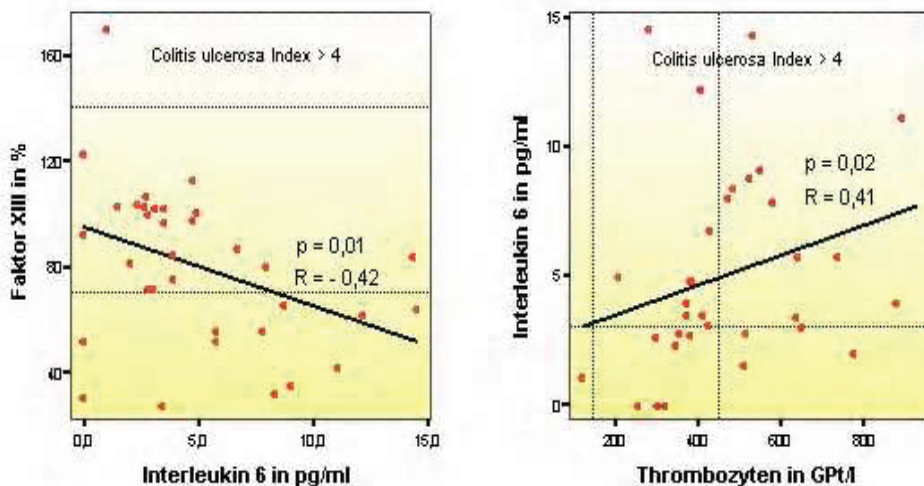 Colitis ulcerosa Index > 4
Faktor XIII in %
160
120
80
40
p = 0,01
R = - 0,42
0,0 5,0 10,0 15,0
Interleukin 6 in pg/ml
Colitis ulcerosa Index > 4
Interleukin 6 in pg/ml
15
10
5
0
p = 0,02
R = 0,41
200 400 600 800
Thrombozyten in GPt/l